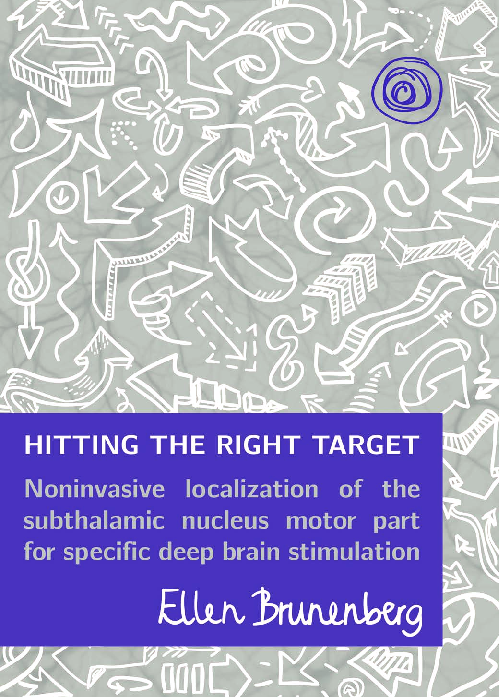 HITTING THE RIGHT TARGET
Noninvasive localization of the
subthalamic nucleus motor part
for specific deep brain stimulation
Ellen Brunenberg